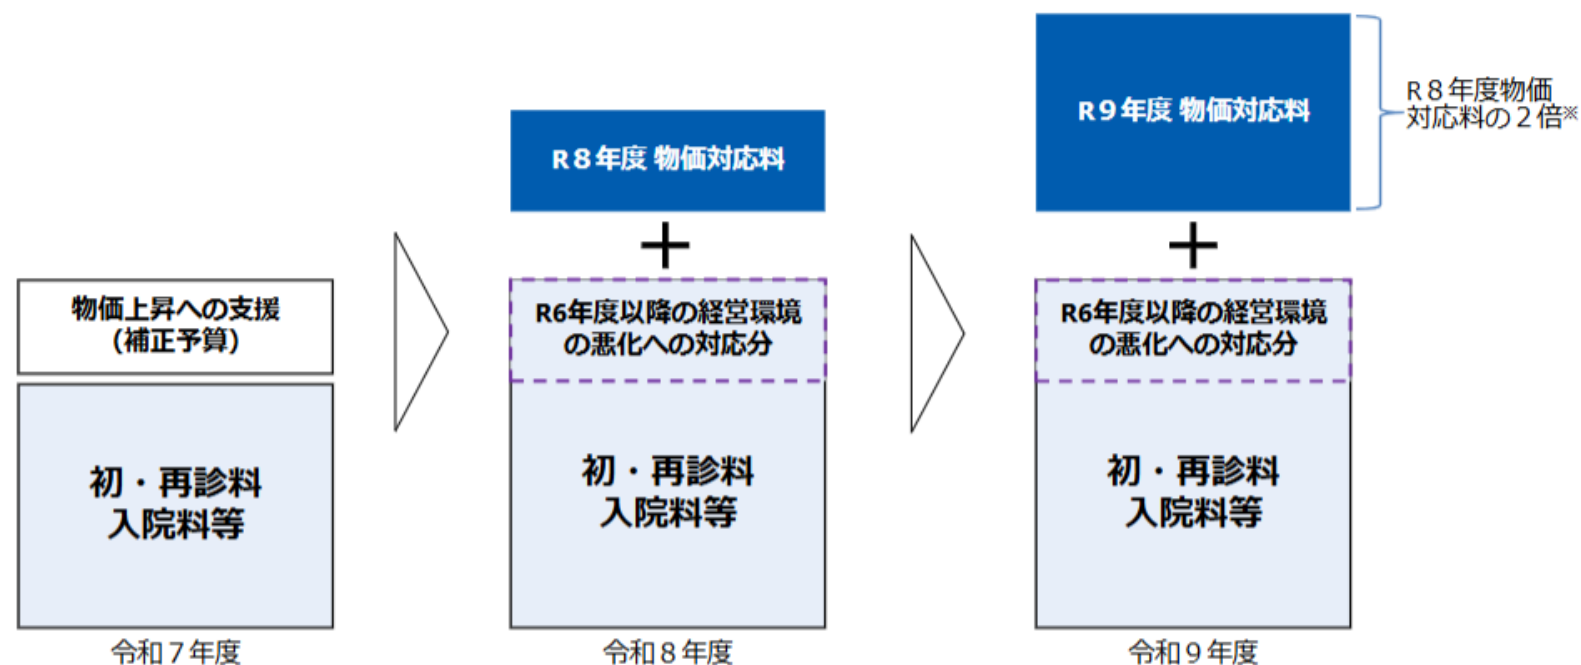 物価上昇への支援
(補正予算)
初・再診料
入院料等
令和７年度
R８年度 物価対応料
+
R6年度以降の経営環境
の悪化への対応分
初・再診料
入院料等
令和８年度
R９年度 物価対応料
R８年度物価
対応料の２倍※
+
R6年度以降の経営環境
の悪化への対応分
初・再診料
入院料等
令和９年度